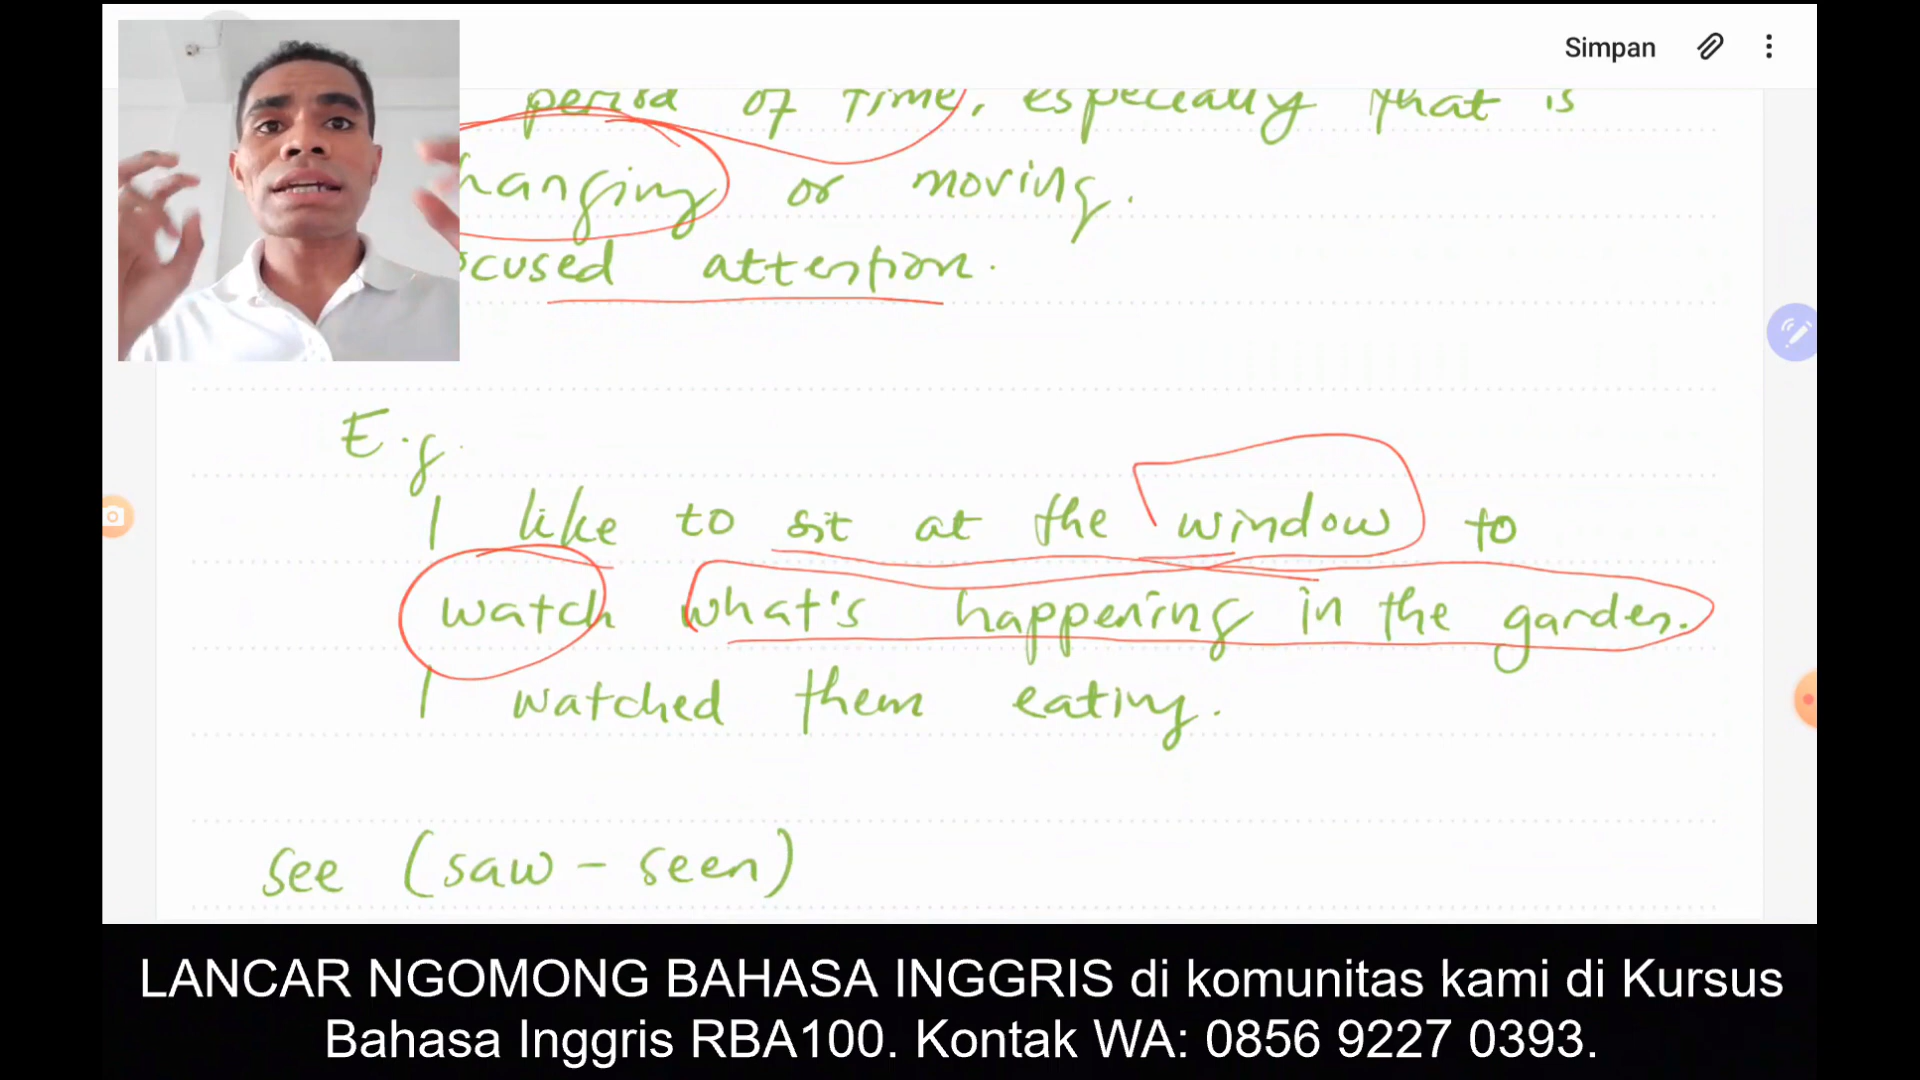 Simpan
period of time, especially that is
hanging or moving.
ocused attention.
E.g.
I like to sit at the window to
watch what's happening in the garden.
I watched them eating.
see (saw - seen)
LANCAR NGOMONG BAHASA INGGRIS di komunitas kami di Kursus
Bahasa Inggris RBA100. Kontak WA: 0856 9227 0393.